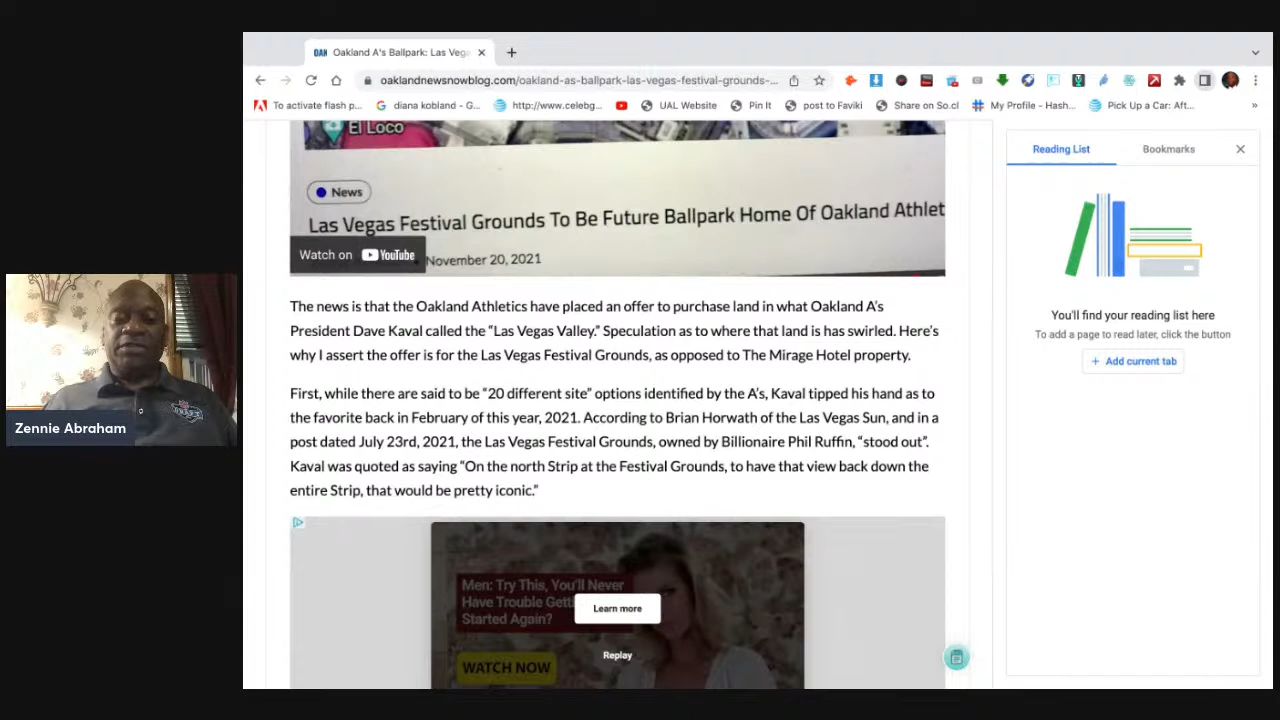 OAK Oakland A's Ballpark: Las Vega
oaklandnewsnowblog.com/oakland-as-ballpark-las-vegas-festival-grounds-...
To activate flash p...
diana kobland - G...
http://www.celebg...
UAL Website
Pin It
post to Faviki
Share on So.cl
My Profile - Hash...
Pick Up a Car: Aft...
»
El Loco
News
Las Vegas Festival Grounds To Be Future Ballpark Home Of Oakland Athlet
Watch on YouTube
November 20, 2021
The news is that the Oakland Athletics have placed an offer to purchase land in what Oakland A's
President Dave Kaval called the "Las Vegas Valley." Speculation as to where that land is has swirled. Here's
why I assert the offer is for the Las Vegas Festival Grounds, as opposed to The Mirage Hotel property.
First, while there are said to be "20 different site" options identified by the A's, Kaval tipped his hand as to
the favorite back in February of this year, 2021. According to Brian Horwath of the Las Vegas Sun, and in a
post dated July 23rd, 2021, the Las Vegas Festival Grounds, owned by Billionaire Phil Ruffin, "stood out".
Kaval was quoted as saying "On the north Strip at the Festival Grounds, to have that view back down the
entire Strip, that would be pretty iconic."
Men: Try This, You'll Never
Have Trouble Gett
Started Again?
Learn more
Replay
WATCH NOW
Reading List
Bookmarks
You'll find your reading list here
To add a page to read later, click the button
+ Add current tab
Zennie Abraham